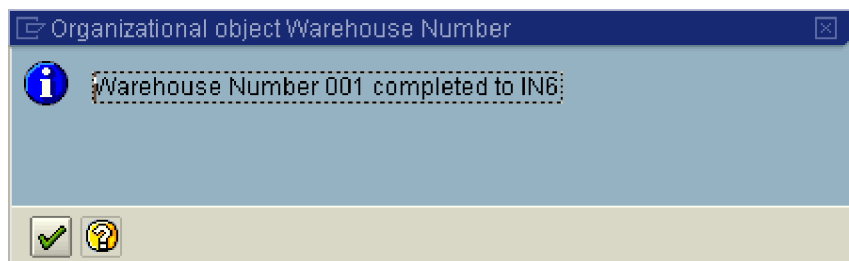 Organizational object Warehouse Number
Warehouse Number 001 completed to IN6